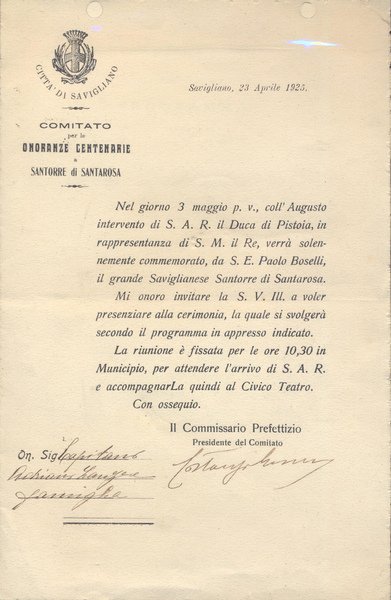 CITTA' DI SAVIGLIANO
Savigliano, 23 Aprile 1925.
COMITATO
per le
ONORANZE CENTENARIE
a
SANTORRE di SANTAROSA
Nel giorno 3 maggio p. v., coll'Augusto
intervento di S. A. R. il Duca di Pistoia, in
rappresentanza di S. M. il Re, verrà solen-
nemente commemorato, da S. E. Paolo Boselli,
il grande Saviglianese Santorre di Santarosa.
Mi onoro invitare la S. V. Ill. a voler
presenziare alla cerimonia, la quale si svolgerà
secondo il programma in appresso indicato.
La riunione è fissata per le ore 10,30 in
Municipio, per attendere l'arrivo di S. A. R.
e accompagnarLa quindi al Civico Teatro.
Con ossequio.
Il Commissario Prefettizio
Presidente del Comitato
On. Sig. Capitano
famiglia